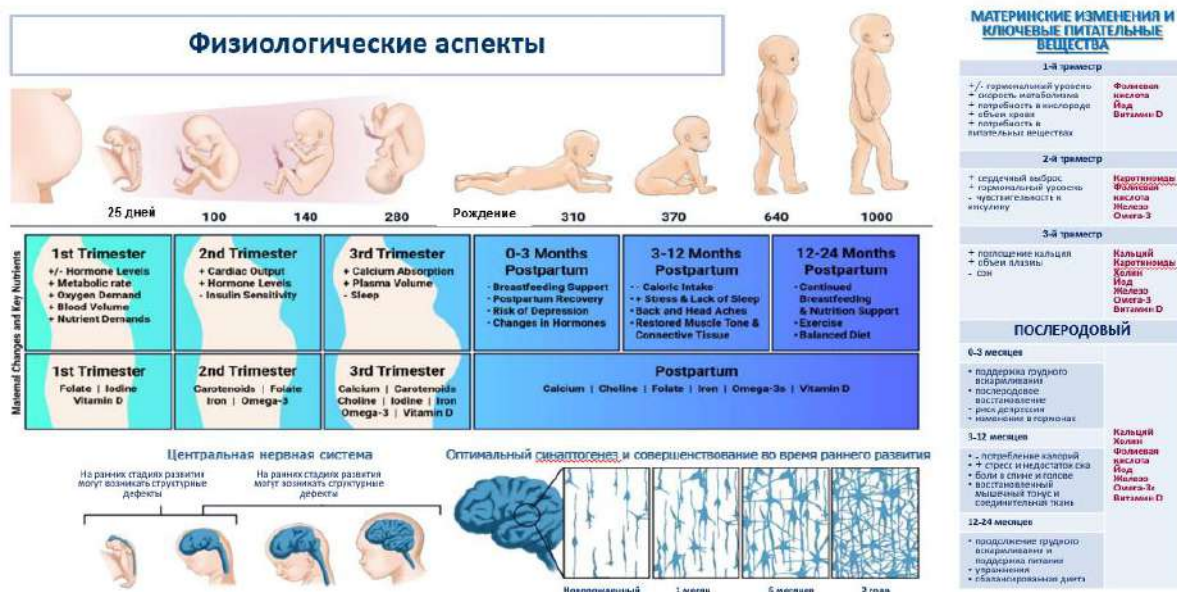 Физиологические аспекты
25 дней
100
140
280
Рождение
310
370
640
1000
Maternal Changes and Key Nutrients
1st Trimester
+/- Hormone Levels
+ Metabolic rate
+ Oxygen Demand
+ Blood Volume
+ Nutrient Demands
2nd Trimester
+ Cardiac Output
+ Hormone Levels
- Insulin Sensitivity
3rd Trimester
+ Calcium Absorption
+ Plasma Volume
- Sleep
0-3 Months
Postpartum
• Breastfeeding Support
• Postpartum Recovery
• Risk of Depression
• Changes in Hormones
3-12 Months
Postpartum
• - Caloric Intake
• + Stress & Lack of Sleep
• Back and Head Aches
• Restored Muscle Tone &
Connective Tissue
12-24 Months
Postpartum
• Continued
Breastfeeding
& Nutrition Support
• Exercise
• Balanced Diet
1st Trimester
Folate | Iodine
Vitamin D
2nd Trimester
Carotenoids | Folate
Iron | Omega-3
3rd Trimester
Calcium | Carotenoids
Choline | Iodine | Iron
Omega-3 | Vitamin D
Postpartum
Calcium | Choline | Folate | Iron | Omega-3s | Vitamin D
Центральная нервная система
На ранних стадиях развития
могут возникать структурные
дефекты
На ранних стадиях развития
могут возникать структурные
дефекты
Оптимальный синаптогенез и совершенствование во время раннего развития
Новорожденный
1 месяц
6 месяцев
2 года
МАТЕРИНСКИЕ ИЗМЕНЕНИЯ И
КЛЮЧЕВЫЕ ПИТАТЕЛЬНЫЕ
ВЕЩЕСТВА
1-й триместр
+/- гормональный уровень
+ скорость метаболизма
+ потребность в кислороде
+ объем крови
+ потребность в
питательных веществах
Фолиевая
кислота
Йод
Витамин D
2-й триместр
+ сердечный выброс
+ гормональный уровень
- чувствительность к
инсулину
Каротиноиды
Фолиевая
кислота
Железо
Омега-3
3-й триместр
+ поглощение кальция
+ объем плазмы
- сон
Кальций
Каротиноиды
Холин
Йод
Железо
Омега-3
Витамин D
ПОСЛЕРОДОВЫЙ
0-3 месяцев
• поддержка грудного
вскармливания
• послеродовое
восстановление
• риск депрессии
• изменение в гормонах
3-12 месяцев
• - потребление калорий
• + стресс и недостаток сна
• боли в спине и голове
• восстановленный
мышечный тонус и
соединительная ткань
12-24 месяцев
• продолжение грудного
вскармливания и
поддержка питания
• упражнения
• сбалансированная диета
Кальций
Холин
Фолиевая
кислота
Йод
Железо
Омега-3s
Витамин D